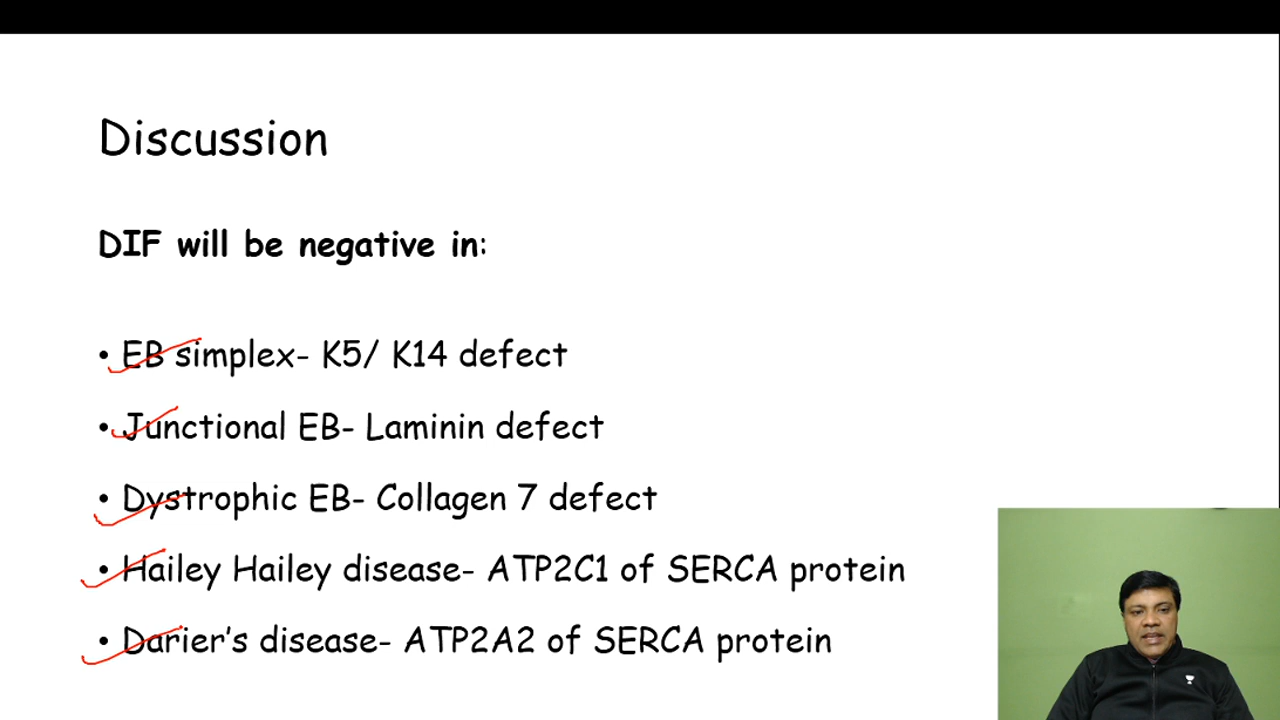 Discussion
DIF will be negative in:
• EB simplex- K5/ K14 defect
• Junctional EB- Laminin defect
• Dystrophic EB- Collagen 7 defect
• Hailey Hailey disease- ATP2C1 of SERCA protein
• Darier's disease- ATP2A2 of SERCA protein